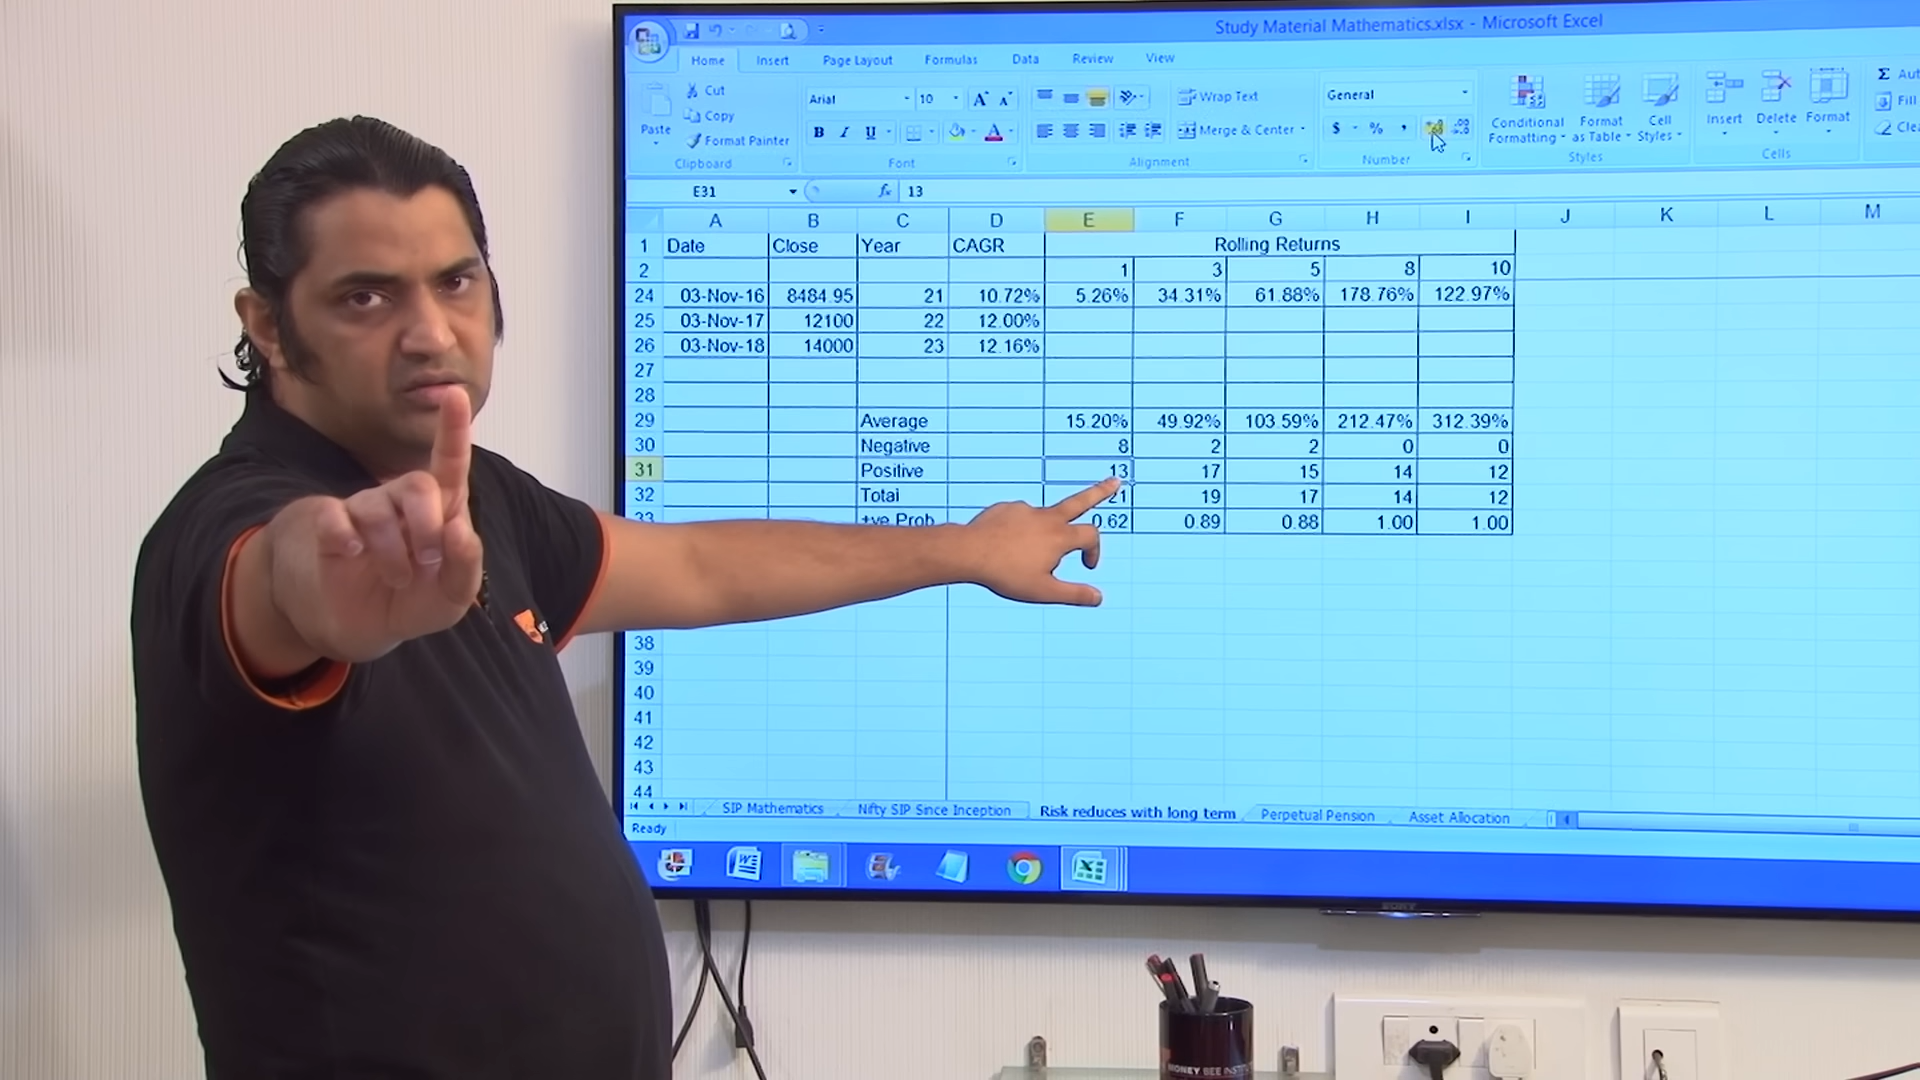 Study Material Mathematics.xlsx - Microsoft Excel
Home Insert Page Layout Formulas Data Review View
Cut
Copy
Format Painter
Paste
Clipboard
Arial 10
B I U
Font
Wrap Text
Merge & Center
Alignment
General
$ % ,
Number
Conditional Formatting
Format as Table
Cell Styles
Styles
Insert Delete Format
Cells
Σ Aut
Fill
Clea
E31 fx 13
A B C D E F G H I J K L M
1 Date Close Year CAGR Rolling Returns
2 1 3 5 8 10
24 03-Nov-16 8484.95 21 10.72% 5.26% 34.31% 61.88% 178.76% 122.97%
25 03-Nov-17 12100 22 12.00%
26 03-Nov-18 14000 23 12.16%
27
28
29 Average 15.20% 49.92% 103.59% 212.47% 312.39%
30 Negative 8 2 2 0 0
31 Positive 13 17 15 14 12
32 Total 21 19 17 14 12
33 +ve Prob 0.62 0.89 0.88 1.00 1.00
38
39
40
41
42
43
44
SIP Mathematics Nifty SIP Since Inception Risk reduces with long term Perpetual Pension Asset Allocation
Ready
SONY
MONEY BEE INSTI